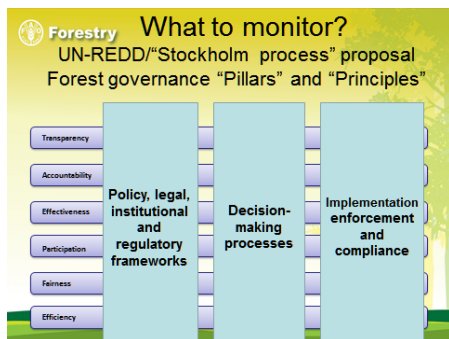 Forestry
What to monitor?
UN-REDD/“Stockholm process” proposal
Forest governance “Pillars” and “Principles”
Transparency
Accountability
Effectiveness
Participation
Fairness
Efficiency
Policy, legal,
institutional
and
regulatory
frameworks
Decision-
making
processes
Implementation
enforcement
and
compliance